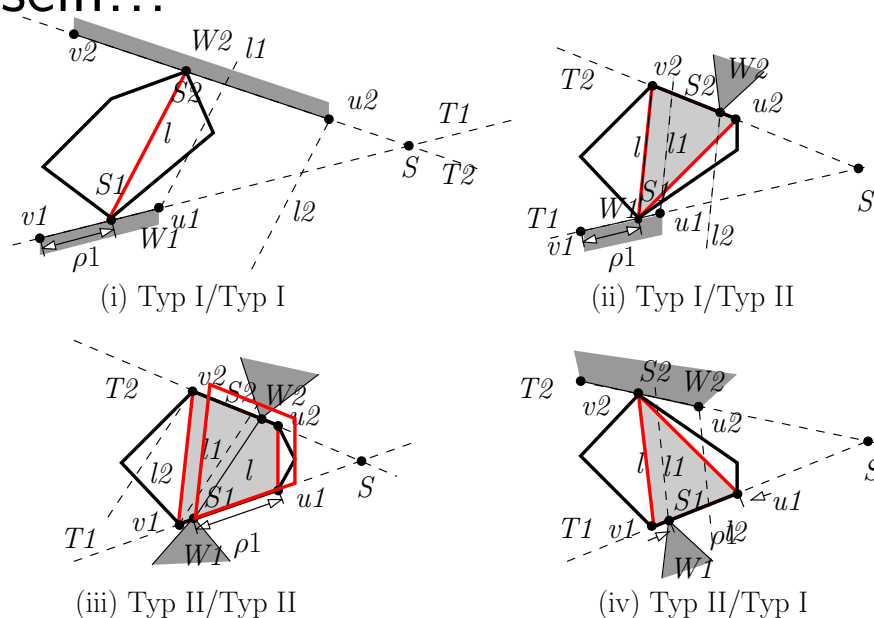 sein...
v2 W2 l1 u2 T1 S2 l S T2 S1 v1 u1 W1 l2 ρ1
(i) Typ I/Typ I
T2 v2 S2 W2 u2 l l1 S1 W1 S T1 v1 u1 l2 ρ1
(ii) Typ I/Typ II
T2 v2 S2 W2 u2 l1 l2 l S S1 v1 u1 T1 W1 ρ1
(iii) Typ II/Typ II
T2 S2 W2 v2 u2 l l1 S S1 u1 T1 v1 ρ1 l2 W1
(iv) Typ II/Typ I